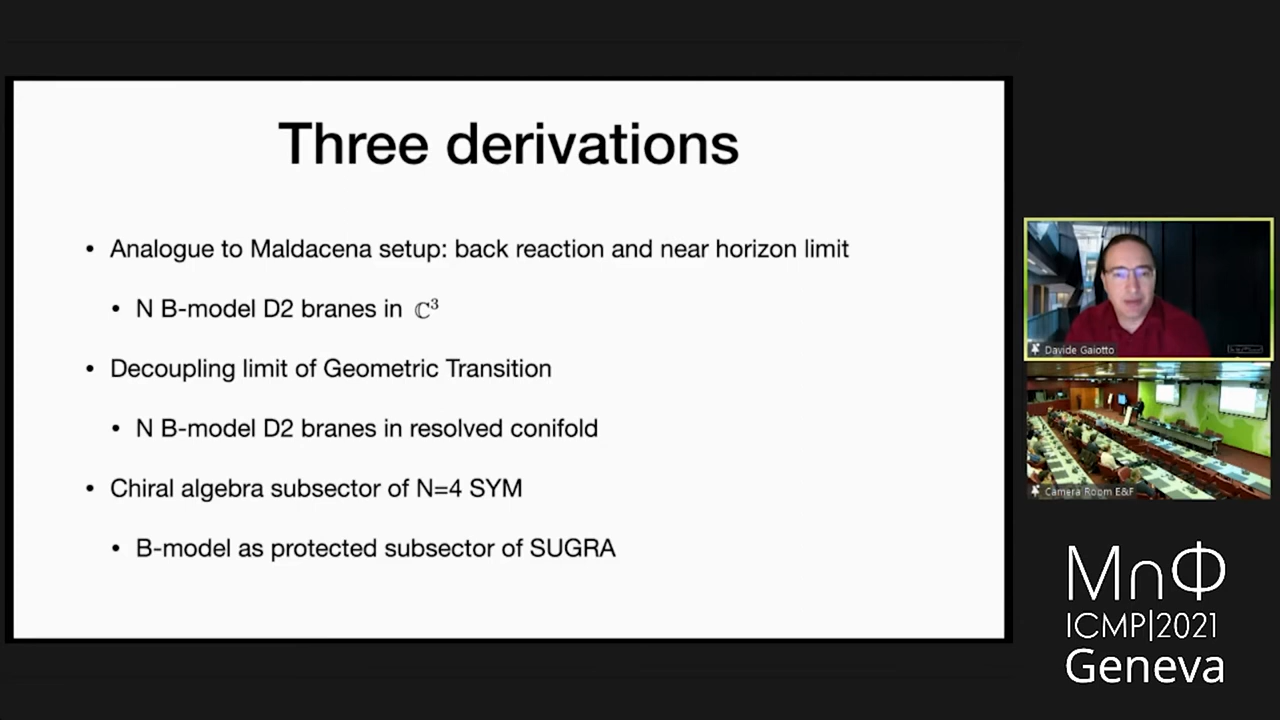 Three derivations
• Analogue to Maldacena setup: back reaction and near horizon limit
• N B-model D2 branes in ℂ³
• Decoupling limit of Geometric Transition
• N B-model D2 branes in resolved conifold
• Chiral algebra subsector of N=4 SYM
• B-model as protected subsector of SUGRA
Davide Gaiotto
Camera Room E&F
MnΦ
ICMP|2021
Geneva